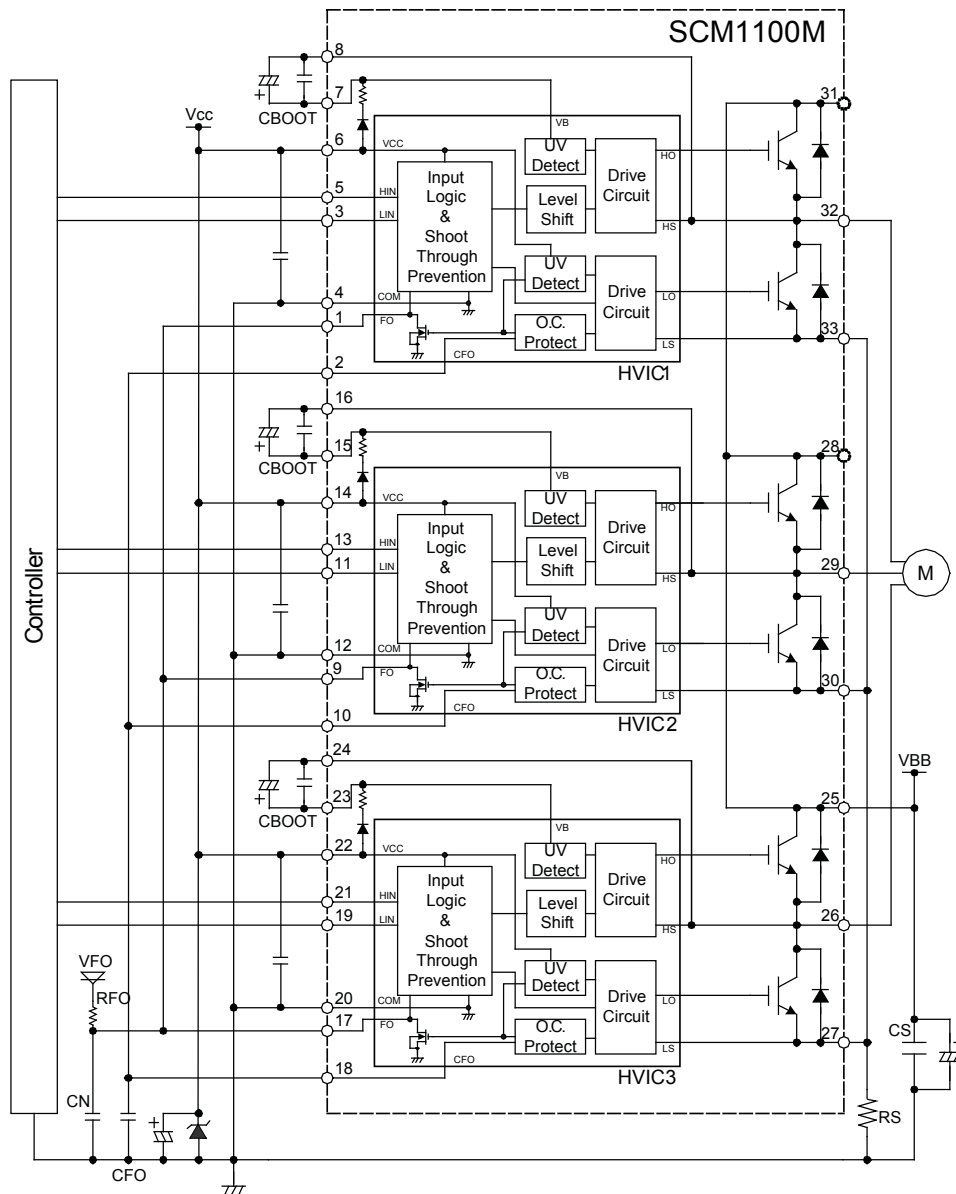 SCM1100M
8
7
CBOOT
31
Vcc
6
VCC
VB
UV
Detect
Drive
Circuit
HO
5
HIN
3
LIN
Input
Logic
&
Shoot
Through
Prevention
Level
Shift
HS
32
UV
Detect
Drive
Circuit
LO
4
COM
1
FO
O.C.
Protect
LS
33
CFO
2
HVIC1
16
15
CBOOT
28
14
VCC
VB
UV
Detect
Drive
Circuit
HO
13
HIN
11
LIN
Input
Logic
&
Shoot
Through
Prevention
Level
Shift
HS
29
M
UV
Detect
Drive
Circuit
LO
12
COM
9
FO
O.C.
Protect
LS
30
CFO
10
HVIC2
Controller
24
23
CBOOT
VBB
25
22
VCC
VB
UV
Detect
Drive
Circuit
HO
21
HIN
19
LIN
Input
Logic
&
Shoot
Through
Prevention
Level
Shift
HS
26
UV
Detect
Drive
Circuit
LO
VFO
RFO
20
COM
17
FO
O.C.
Protect
LS
27
CFO
18
HVIC3
CS
CN
RS
CFO